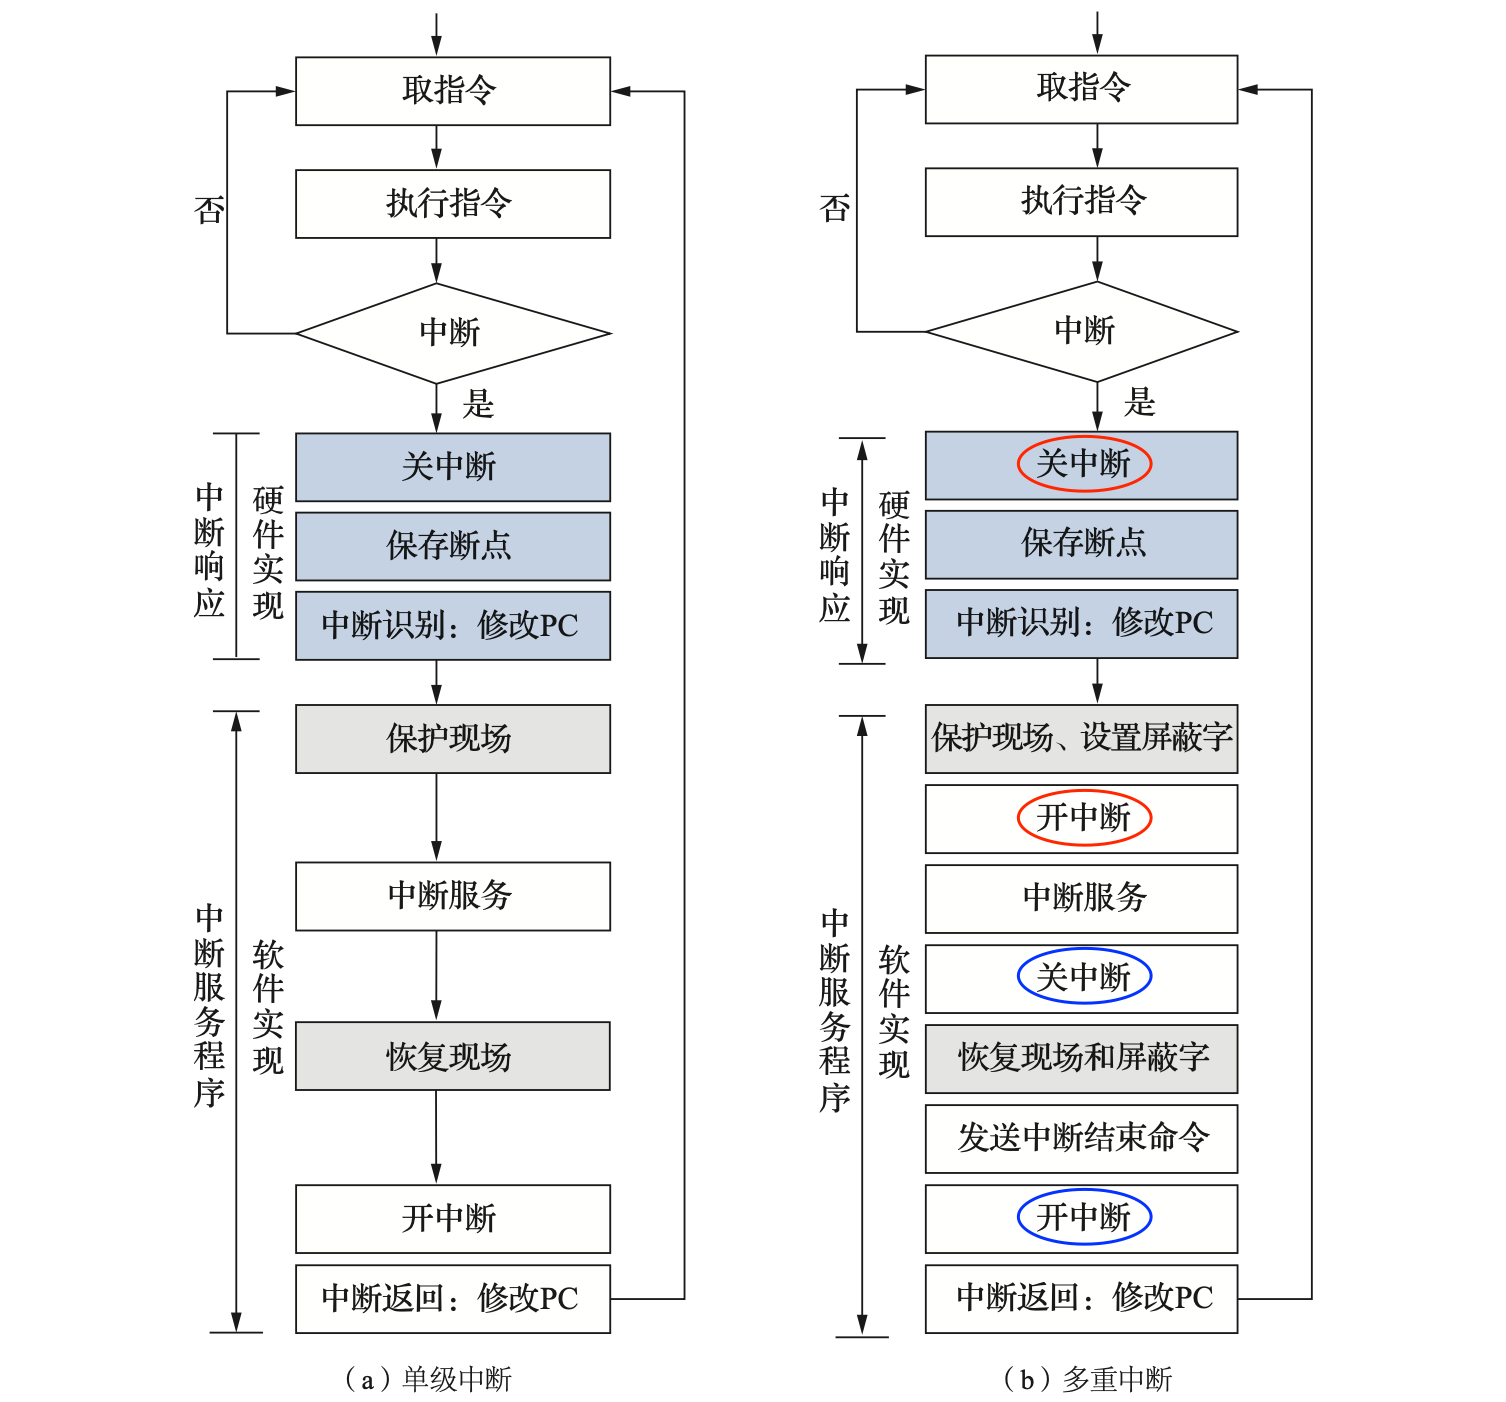 取指令
执行指令
否
中断
是
关中断
保存断点
中断识别：修改PC
中断响应
硬件实现
保护现场
中断服务
恢复现场
开中断
中断返回：修改PC
中断服务程序
软件实现
（a）单级中断
取指令
执行指令
否
中断
是
关中断
保存断点
中断识别：修改PC
中断响应
硬件实现
保护现场、设置屏蔽字
开中断
中断服务
关中断
恢复现场和屏蔽字
发送中断结束命令
开中断
中断返回：修改PC
中断服务程序
软件实现
（b）多重中断